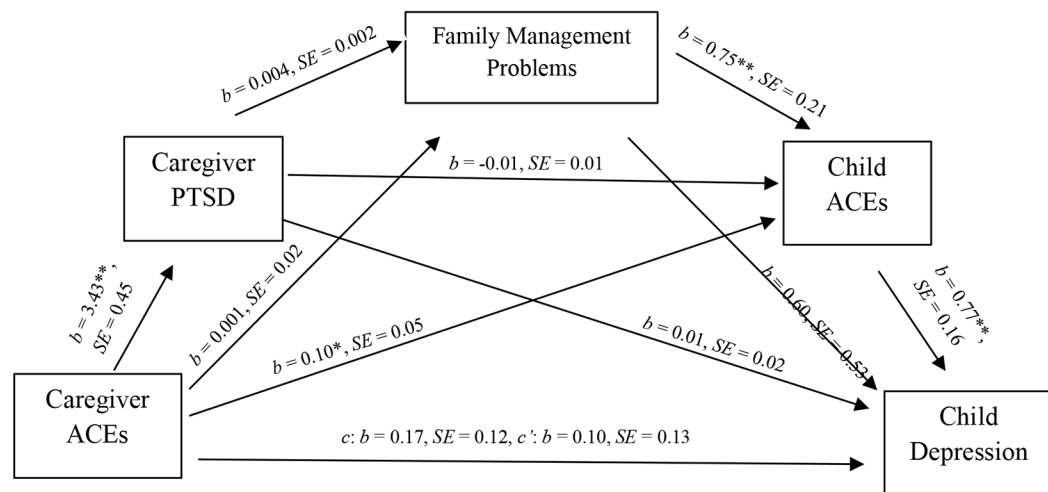 Family Management
Problems
b = 0.004, SE = 0.002
b = 0.75**, SE = 0.21
Caregiver
PTSD
b = -0.01, SE = 0.01
Child
ACEs
b = 3.43**,
SE = 0.45
b = 0.001, SE = 0.02
b = 0.10*, SE = 0.05
b = 0.01, SE = 0.02
b = 0.60, SE = 0.53
b = 0.77**,
SE = 0.16
Caregiver
ACEs
c: b = 0.17, SE = 0.12, c’: b = 0.10, SE = 0.13
Child
Depression